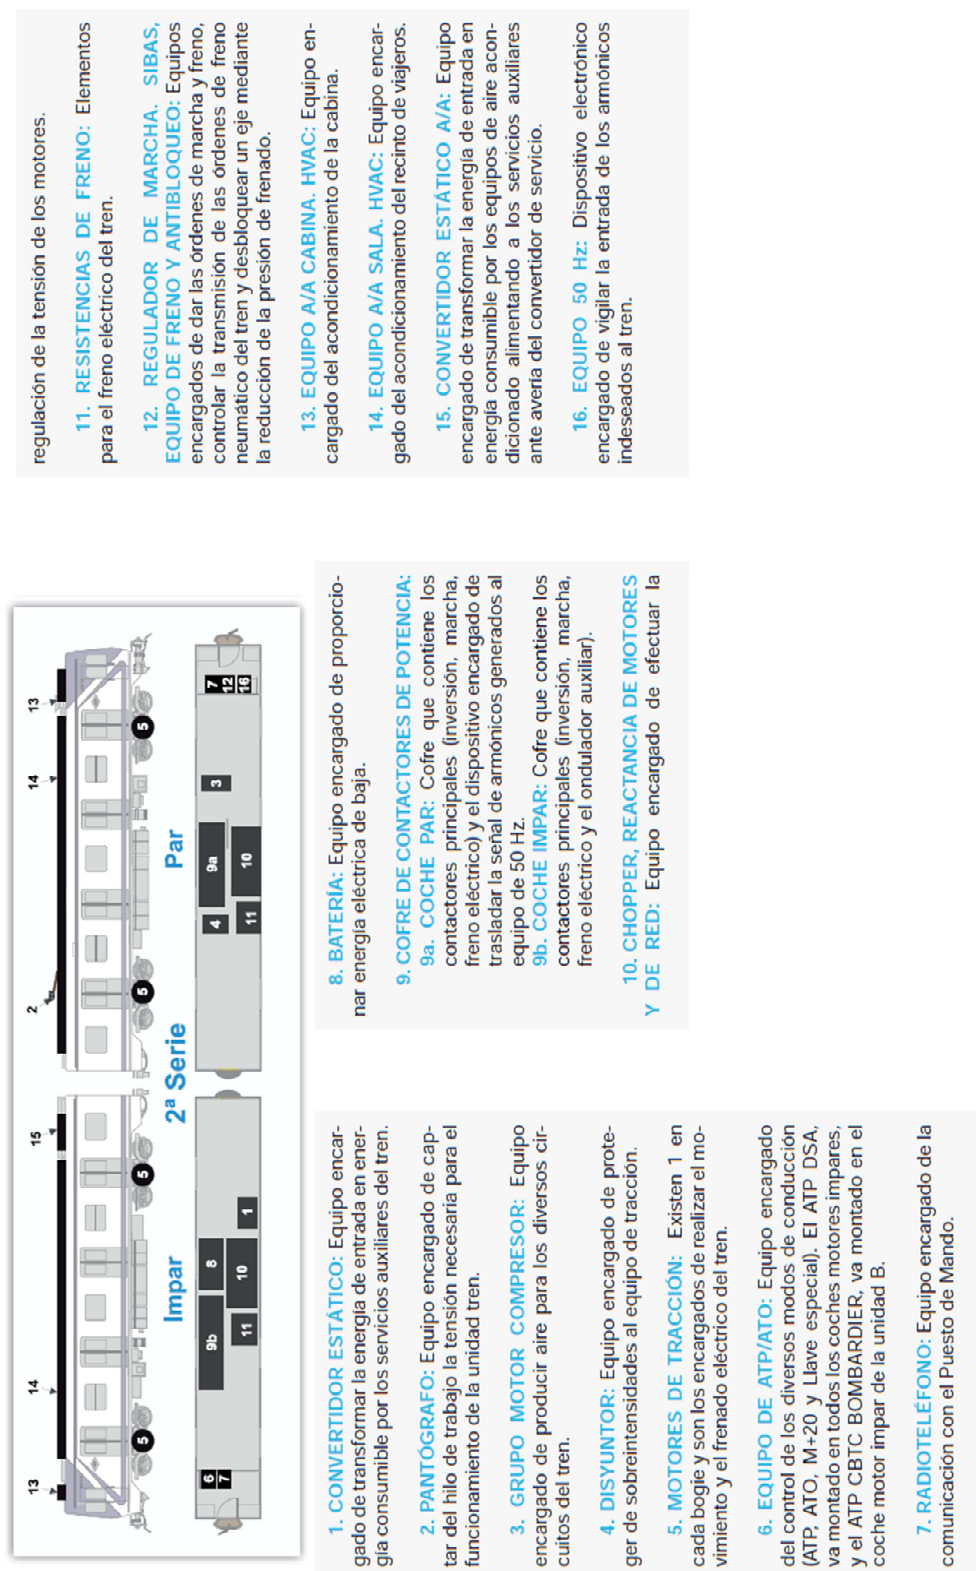 13
14
15
2
14
13
5
5
5
5
Impar
2ª Serie
Par
6
7
9b
8
11
10
1
4
9a
3
11
10
7
12
16
1. CONVERTIDOR ESTÁTICO: Equipo encar-
gado de transformar la energía de entrada en ener-
gía consumible por los servicios auxiliares del tren.
2. PANTÓGRAFO: Equipo encargado de cap-
tar del hilo de trabajo la tensión necesaria para el
funcionamiento de la unidad tren.
3. GRUPO MOTOR COMPRESOR: Equipo
encargado de producir aire para los diversos cir-
cuitos del tren.
4. DISYUNTOR: Equipo encargado de prote-
ger de sobreintensidades al equipo de tracción.
5. MOTORES DE TRACCIÓN: Existen 1 en
cada bogie y son los encargados de realizar el mo-
vimiento y el frenado eléctrico del tren.
6. EQUIPO DE ATP/ATO: Equipo encargado
del control de los diversos modos de conducción
(ATP, ATO, M+20 y Llave especial). El ATP DSA,
va montado en todos los coches motores impares,
y el ATP CBTC BOMBARDIER, va montado en el
coche motor impar de la unidad B.
7. RADIOTELÉFONO: Equipo encargado de la
comunicación con el Puesto de Mando.
8. BATERÍA: Equipo encargado de proporcio-
nar energía eléctrica de baja.
9. COFRE DE CONTACTORES DE POTENCIA:
9a. COCHE PAR: Cofre que contiene los
contactores principales (inversión, marcha,
freno eléctrico) y el dispositivo encargado de
trasladar la señal de armónicos generados al
equipo de 50 Hz.
9b. COCHE IMPAR: Cofre que contiene los
contactores principales (inversión, marcha,
freno eléctrico y el ondulador auxiliar).
10. CHOPPER, REACTANCIA DE MOTORES
Y DE RED: Equipo encargado de efectuar la
regulación de la tensión de los motores.
11. RESISTENCIAS DE FRENO: Elementos
para el freno eléctrico del tren.
12. REGULADOR DE MARCHA. SIBAS,
EQUIPO DE FRENO Y ANTIBLOQUEO: Equipos
encargados de dar las órdenes de marcha y freno,
controlar la transmisión de las órdenes de freno
neumático del tren y desbloquear un eje mediante
la reducción de la presión de frenado.
13. EQUIPO A/A CABINA. HVAC: Equipo en-
cargado del acondicionamiento de la cabina.
14. EQUIPO A/A SALA. HVAC: Equipo encar-
gado del acondicionamiento del recinto de viajeros.
15. CONVERTIDOR ESTÁTICO A/A: Equipo
encargado de transformar la energía de entrada en
energía consumible por los equipos de aire acon-
dicionado alimentando a los servicios auxiliares
ante avería del convertidor de servicio.
16. EQUIPO 50 Hz: Dispositivo electrónico
encargado de vigilar la entrada de los armónicos
indeseados al tren.